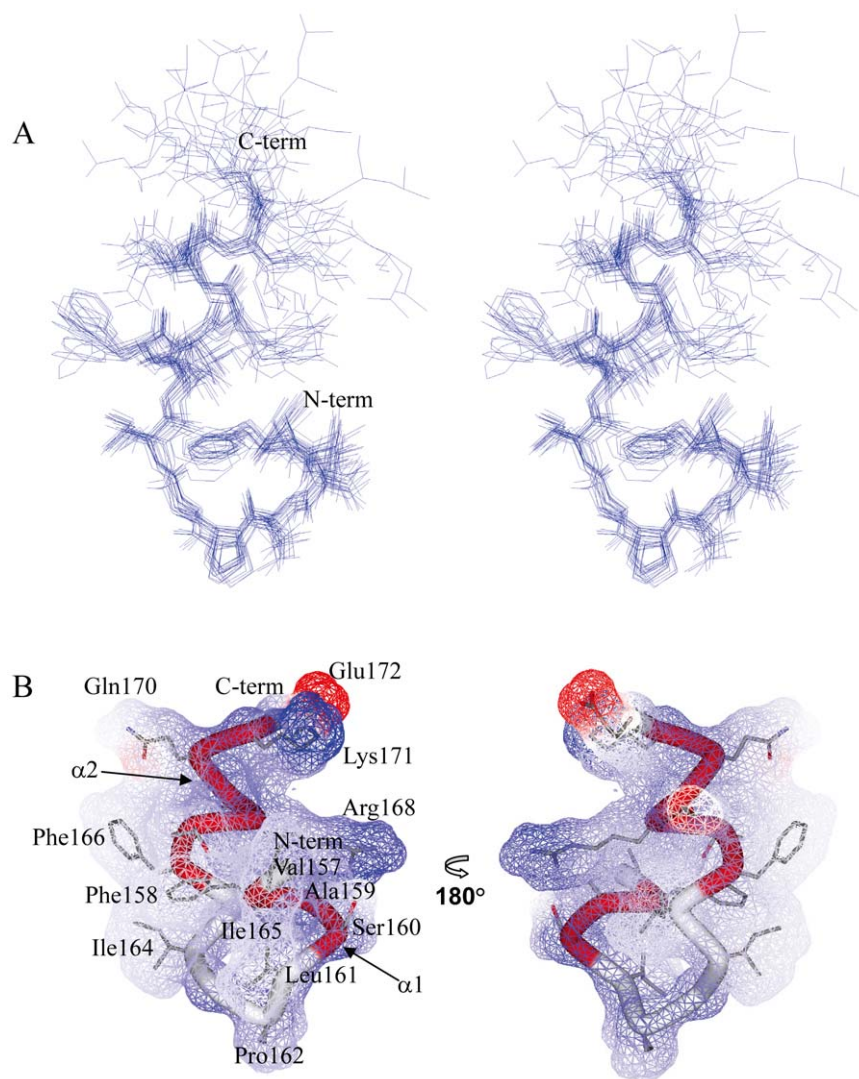 A
C-term
N-term
B
Glu172
Gln170
C-term
Lys171
α2
Arg168
Phe166
N-term
Val157
Phe158
Ala159
180°
Ser160
Ile165
Ile164
Leu161
α1
Pro162